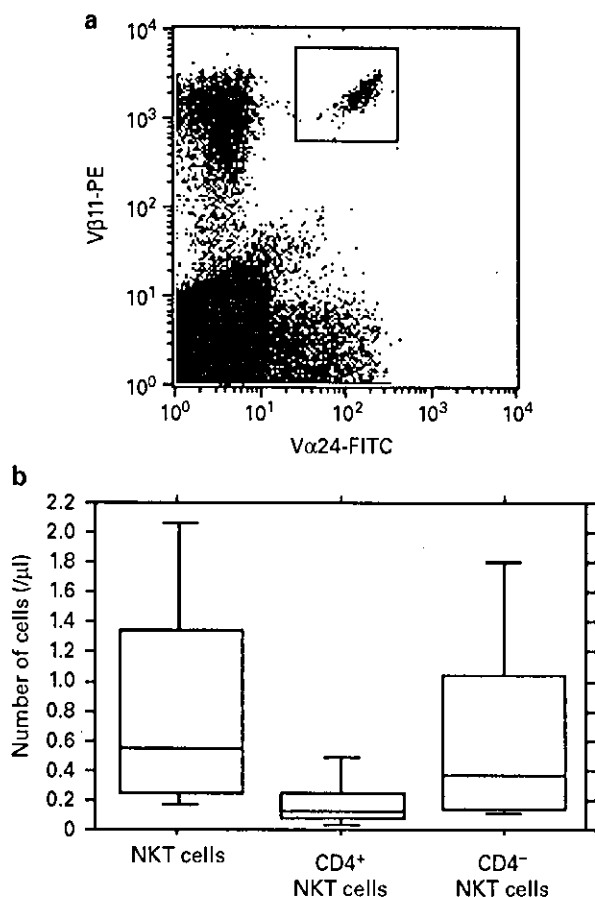 a
10⁴
10³
10²
10¹
10⁰
Vβ11-PE
10⁰ 10¹ 10² 10³ 10⁴
Vα24-FITC
b
2.2
2.0
1.8
1.6
1.4
1.2
1.0
0.8
0.6
0.4
0.2
0
Number of cells (/µl)
NKT cells
CD4⁺
NKT cells
CD4⁻
NKT cells